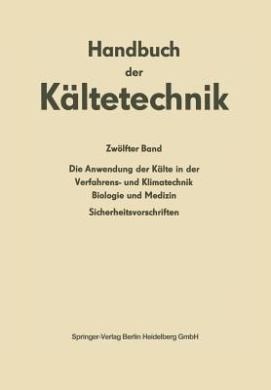 Handbuch
der
Kältetechnik
Zwölfter Band
Die Anwendung der Kälte in der
Verfahrens- und Klimatechnik
Biologie und Medizin
Sicherheitsvorschriften
Springer-Verlag Berlin Heidelberg GmbH